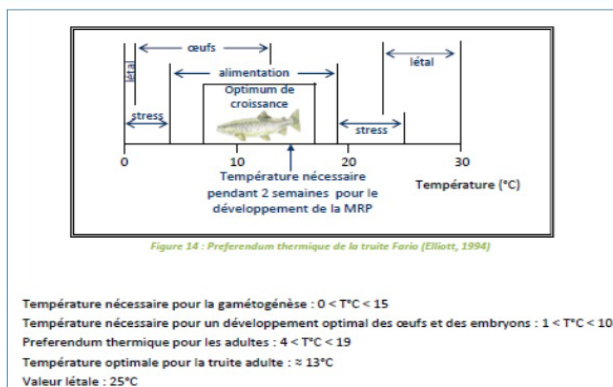 œufs
létal
létal
alimentation
Optimum de
croissance
stress
stress
0
10
20
30
Température nécessaire
pendant 2 semaines pour le
développement de la MRP
Température (°C)
Figure 14 : Preferendum thermique de la truite Fario (Elliott, 1994)
Température nécessaire pour la gamétogénèse : 0 < T°C < 15
Température nécessaire pour un développement optimal des œufs et des embryons : 1 < T°C < 10
Preferendum thermique pour les adultes : 4 < T°C < 19
Température optimale pour la truite adulte : ≈ 13°C
Valeur létale : 25°C